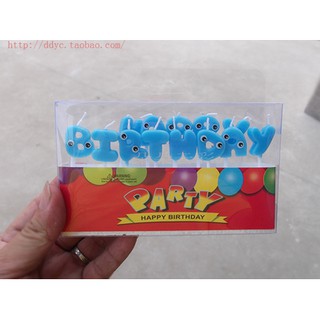 http://ddyc.taobao.com/
BIRTHDAY
PARTY
HAPPY BIRTHDAY